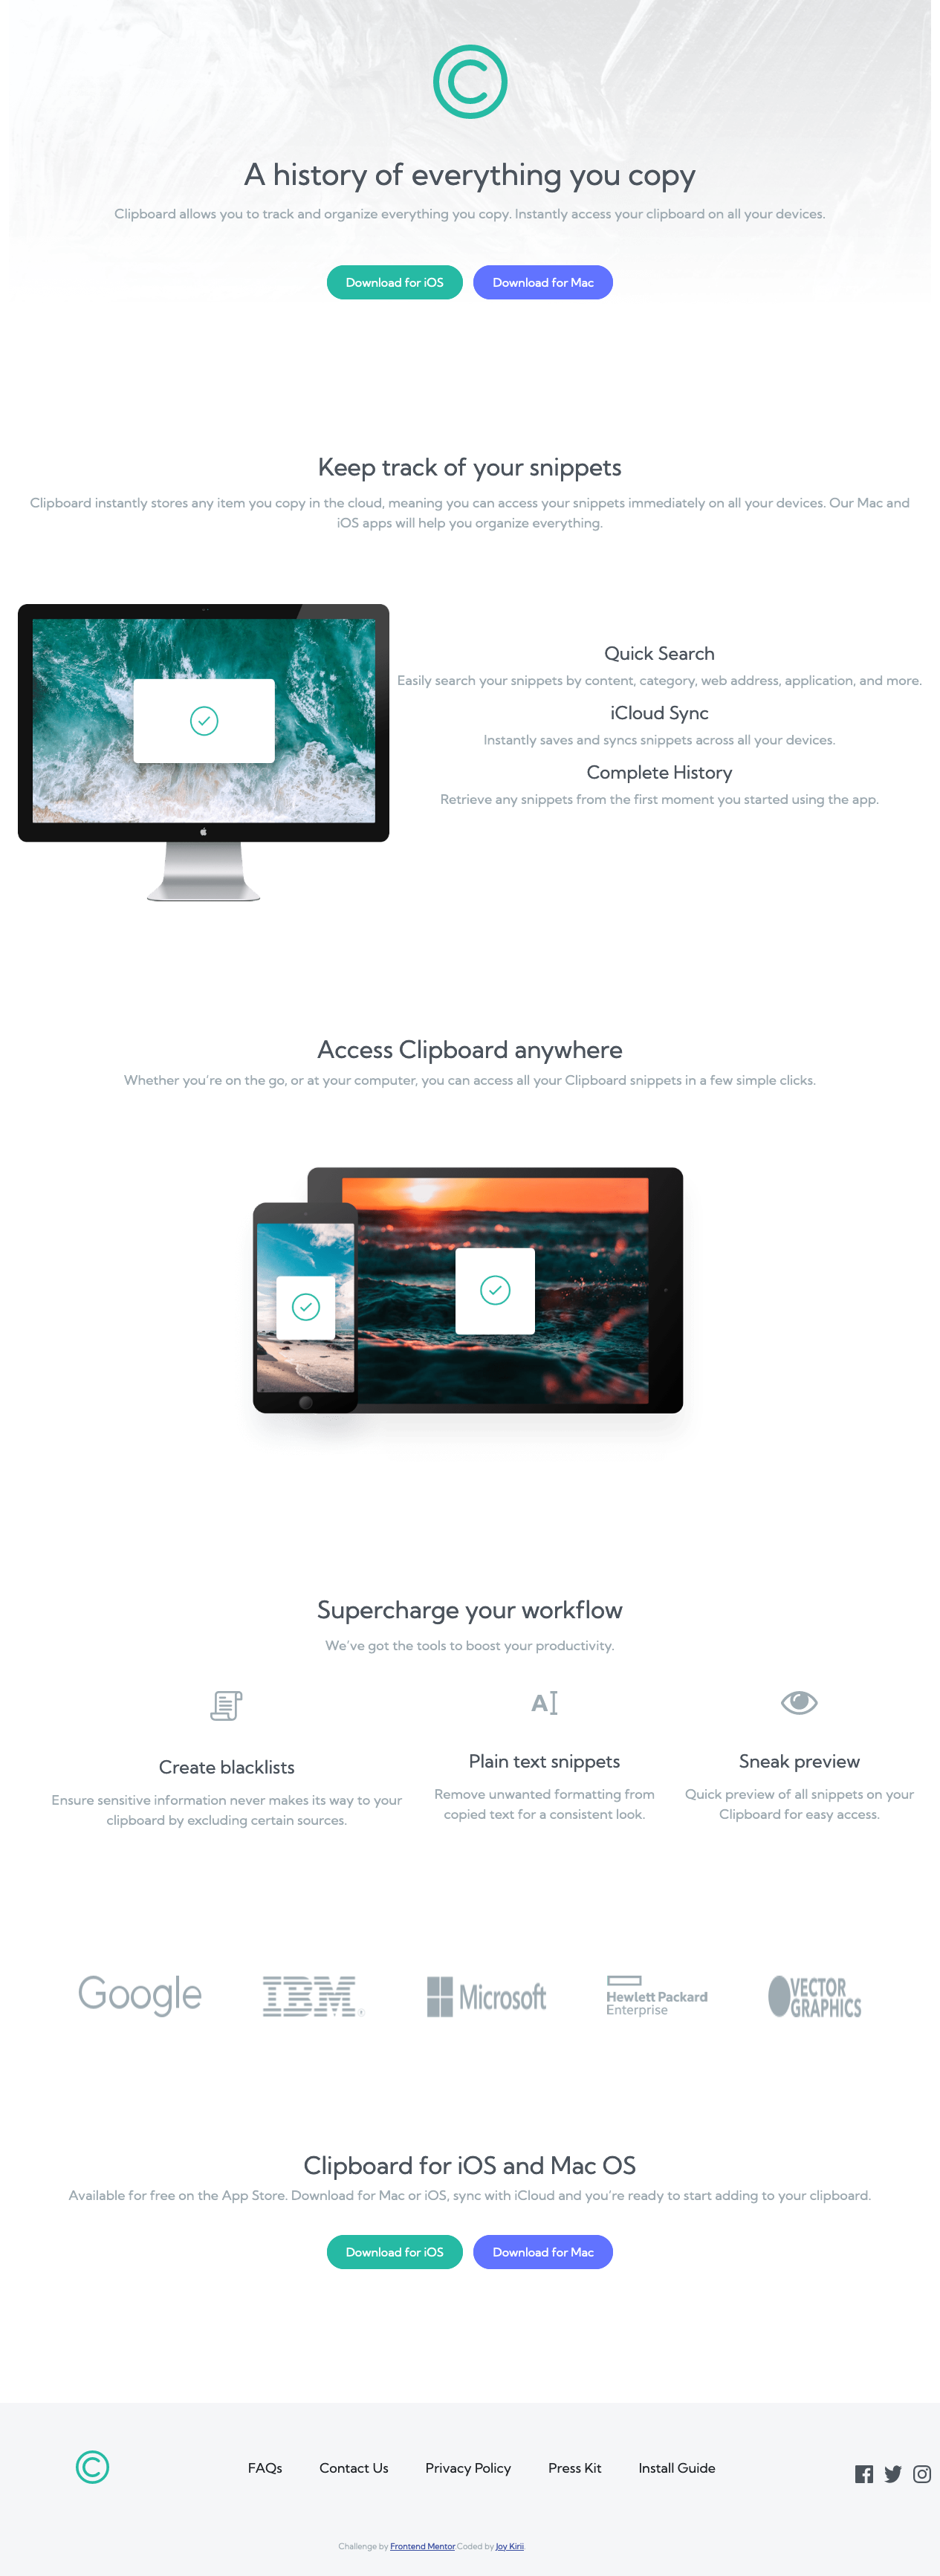 A history of everything you copy
Clipboard allows you to track and organize everything you copy. Instantly access your clipboard on all your devices.
Download for iOS
Download for Mac
Keep track of your snippets
Clipboard instantly stores any item you copy in the cloud, meaning you can access your snippets immediately on all your devices. Our Mac and
iOS apps will help you organize everything.
Quick Search
Easily search your snippets by content, category, web address, application, and more.
iCloud Sync
Instantly saves and syncs snippets across all your devices.
Complete History
Retrieve any snippets from the first moment you started using the app.
Access Clipboard anywhere
Whether you’re on the go, or at your computer, you can access all your Clipboard snippets in a few simple clicks.
Supercharge your workflow
We’ve got the tools to boost your productivity.
Create blacklists
Ensure sensitive information never makes its way to your
clipboard by excluding certain sources.
Plain text snippets
Remove unwanted formatting from
copied text for a consistent look.
Sneak preview
Quick preview of all snippets on your
Clipboard for easy access.
Google
IBM
Microsoft
Hewlett Packard
Enterprise
VECTOR
GRAPHICS
Clipboard for iOS and Mac OS
Available for free on the App Store. Download for Mac or iOS, sync with iCloud and you’re ready to start adding to your clipboard.
Download for iOS
Download for Mac
FAQs
Contact Us
Privacy Policy
Press Kit
Install Guide
Challenge by Frontend Mentor Coded by Joy Kirii.